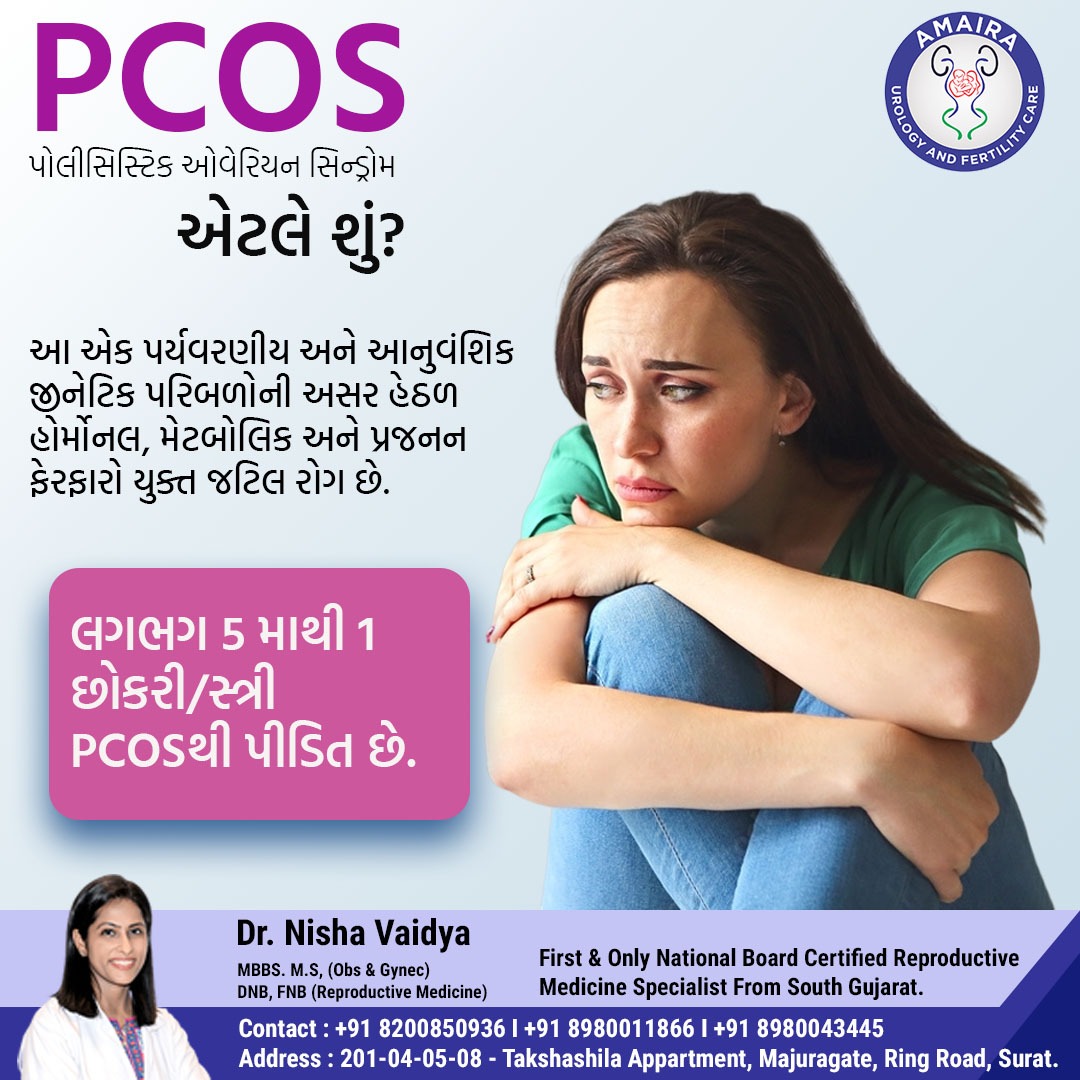 PCOS
પોલીસિસ્ટિક ઓવેરિયન સિન્ડ્રોમ
એટલે શું?
AMAIRA
UROLOGY AND FERTILITY CARE
આ એક પર્યવરણીય અને આનુવંશિક
જીનેટિક પરિબળોની અસર હેઠળ
હોર્મોનલ, મેટબોલિક અને પ્રજનન
ફેરફારો યુક્ત જટિલ રોગ છે.
લગભગ 5 માથી 1
છોકરી/સ્ત્રી
PCOSથી પીડિત છે.
Dr. Nisha Vaidya
MBBS. M.S, (Obs & Gynec)
DNB, FNB (Reproductive Medicine)
First & Only National Board Certified Reproductive
Medicine Specialist From South Gujarat.
Contact : +91 8200850936 I +91 8980011866 I +91 8980043445
Address : 201-04-05-08 - Takshashila Appartment, Majuragate, Ring Road, Surat.